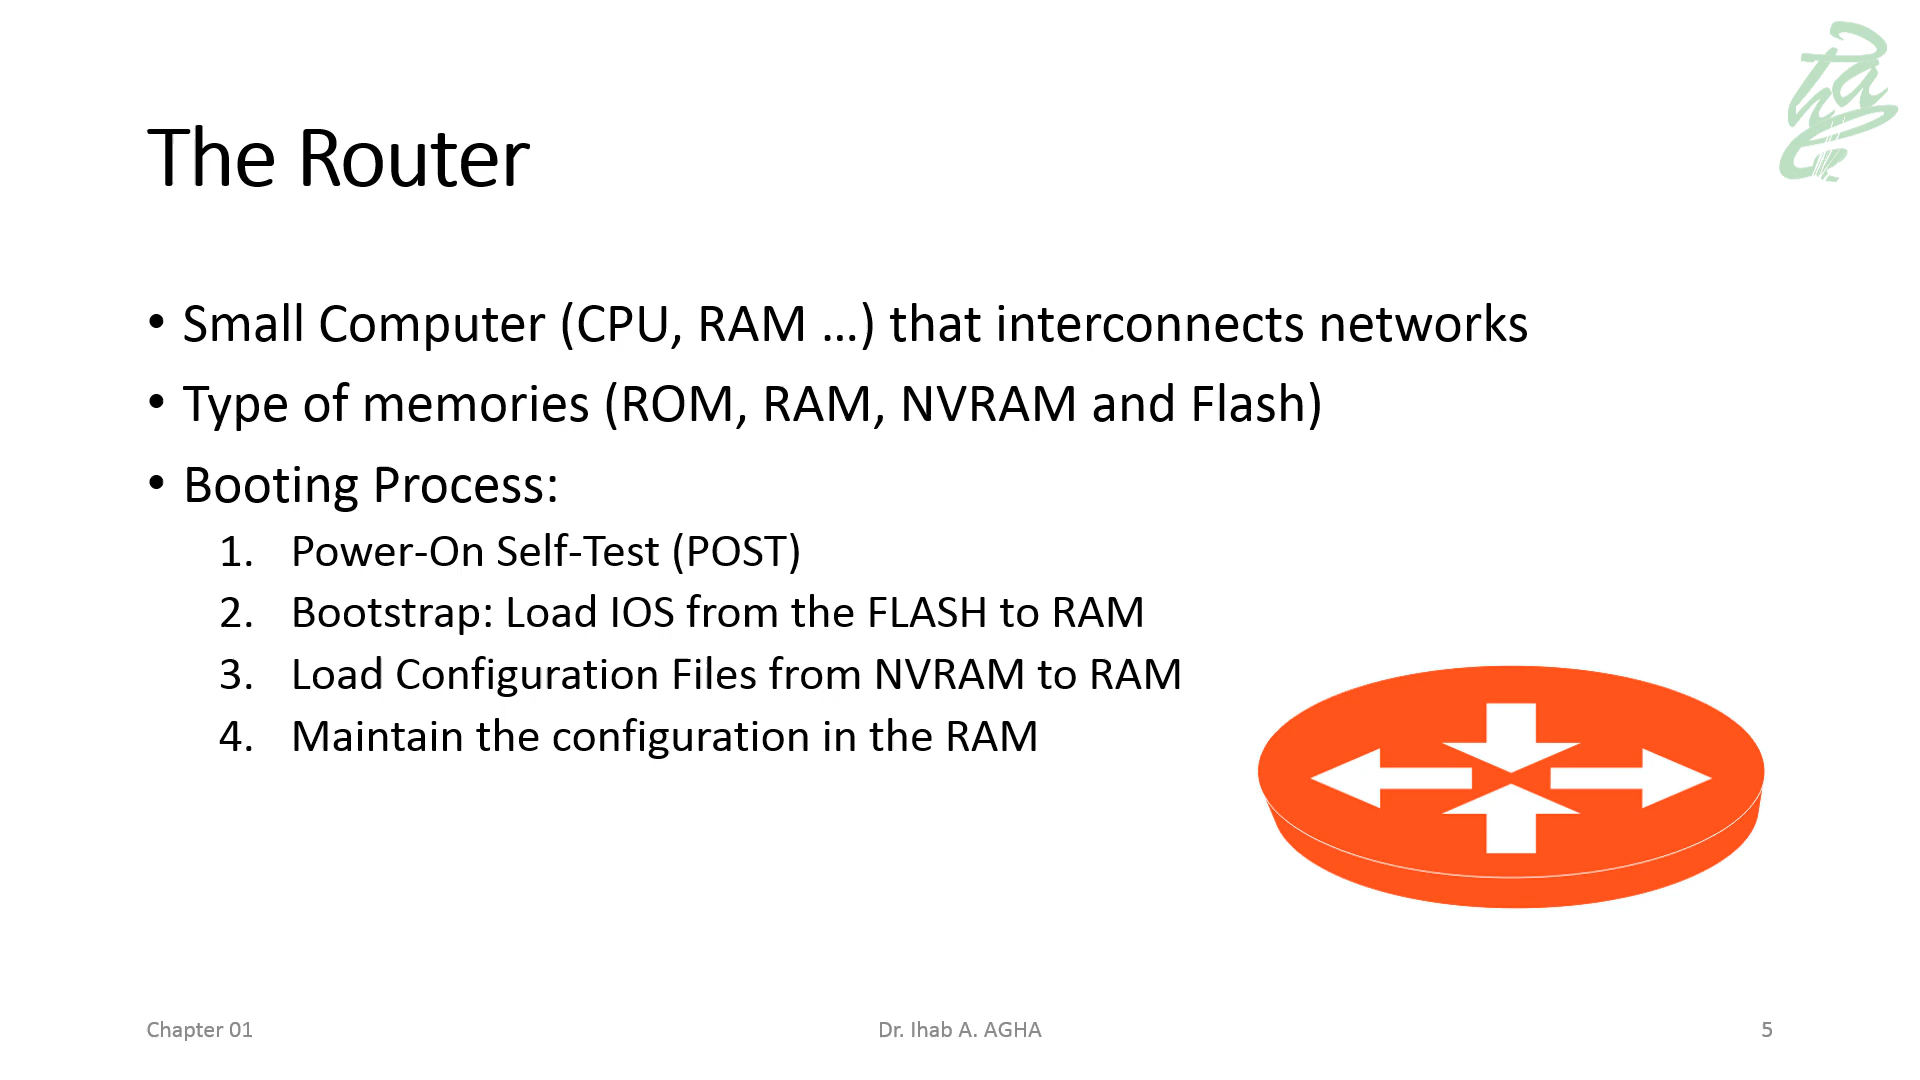 The Router
• Small Computer (CPU, RAM …) that interconnects networks
• Type of memories (ROM, RAM, NVRAM and Flash)
• Booting Process:
1. Power-On Self-Test (POST)
2. Bootstrap: Load IOS from the FLASH to RAM
3. Load Configuration Files from NVRAM to RAM
4. Maintain the configuration in the RAM
Chapter 01
Dr. Ihab A. AGHA
5